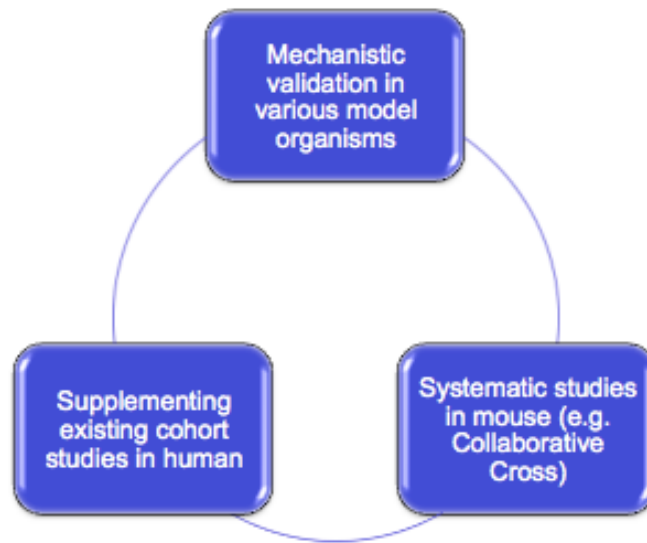 Mechanistic
validation in
various model
organisms
Supplementing
existing cohort
studies in human
Systematic studies
in mouse (e.g.
Collaborative
Cross)